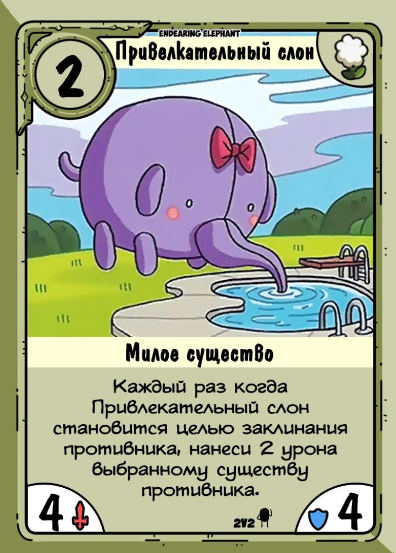 ENDEARING ELEPHANT
2
Привелкательный слон
Милое существо
Каждый раз когда
Привлекательный слон
становится целью заклинания
противника, нанеси 2 урона
выбранному существу
противника.
4
2V2
4